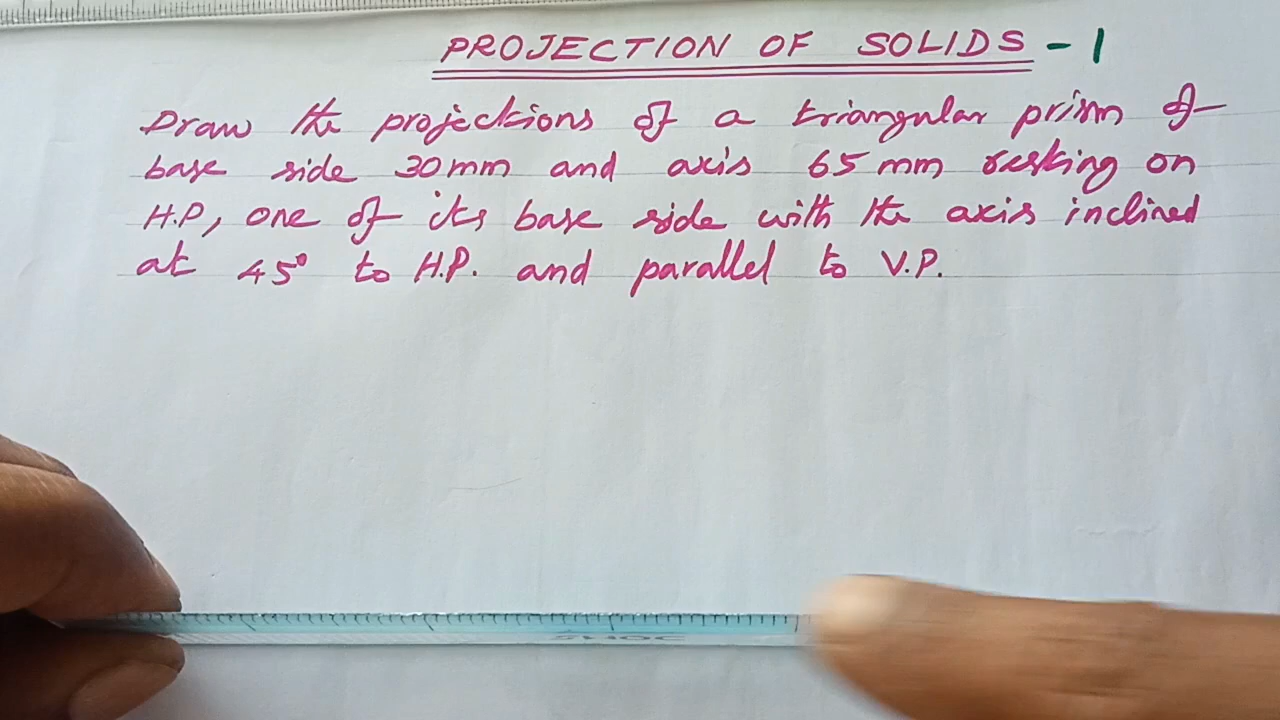 PROJECTION OF SOLIDS - 1
Draw the projections of a triangular prism of
base side 30mm and axis 65mm resting on
H.P, one of its base side with the axis inclined
at 45° to H.P. and parallel to V.P.